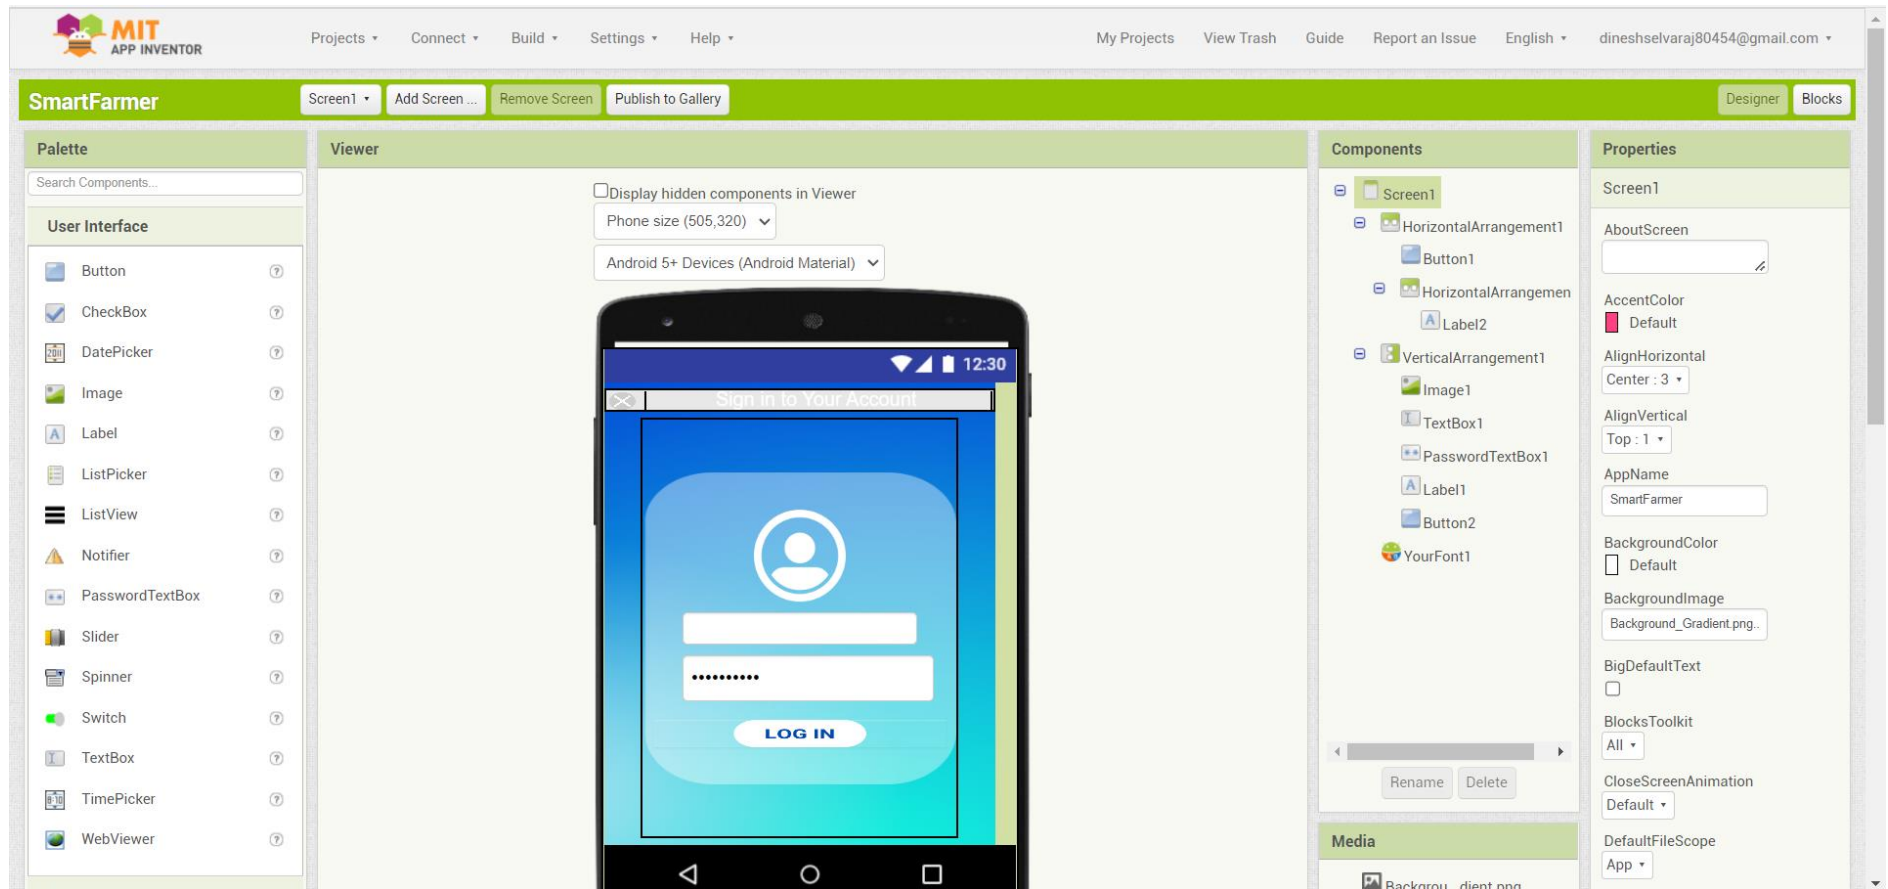 MIT
APP INVENTOR
Projects Connect Build Settings Help My Projects View Trash Guide Report an Issue English dineshselvaraj80454@gmail.com
SmartFarmer Screen1 Add Screen ... Remove Screen Publish to Gallery Designer Blocks
Palette
Search Components...
User Interface
Button
CheckBox
DatePicker
Image
Label
ListPicker
ListView
Notifier
PasswordTextBox
Slider
Spinner
Switch
TextBox
TimePicker
WebViewer
Viewer
Display hidden components in Viewer
Phone size (505,320)
Android 5+ Devices (Android Material)
12:30
Sign in to Your Account
••••••••••
LOG IN
Components
Screen1
HorizontalArrangement1
Button1
HorizontalArrangemen
Label2
VerticalArrangement1
Image1
TextBox1
PasswordTextBox1
Label1
Button2
YourFont1
Rename Delete
Media
Backgrou...dient.png
Properties
Screen1
AboutScreen
AccentColor
Default
AlignHorizontal
Center : 3
AlignVertical
Top : 1
AppName
SmartFarmer
BackgroundColor
Default
BackgroundImage
Background_Gradient.png..
BigDefaultText
BlocksToolkit
All
CloseScreenAnimation
Default
DefaultFileScope
App